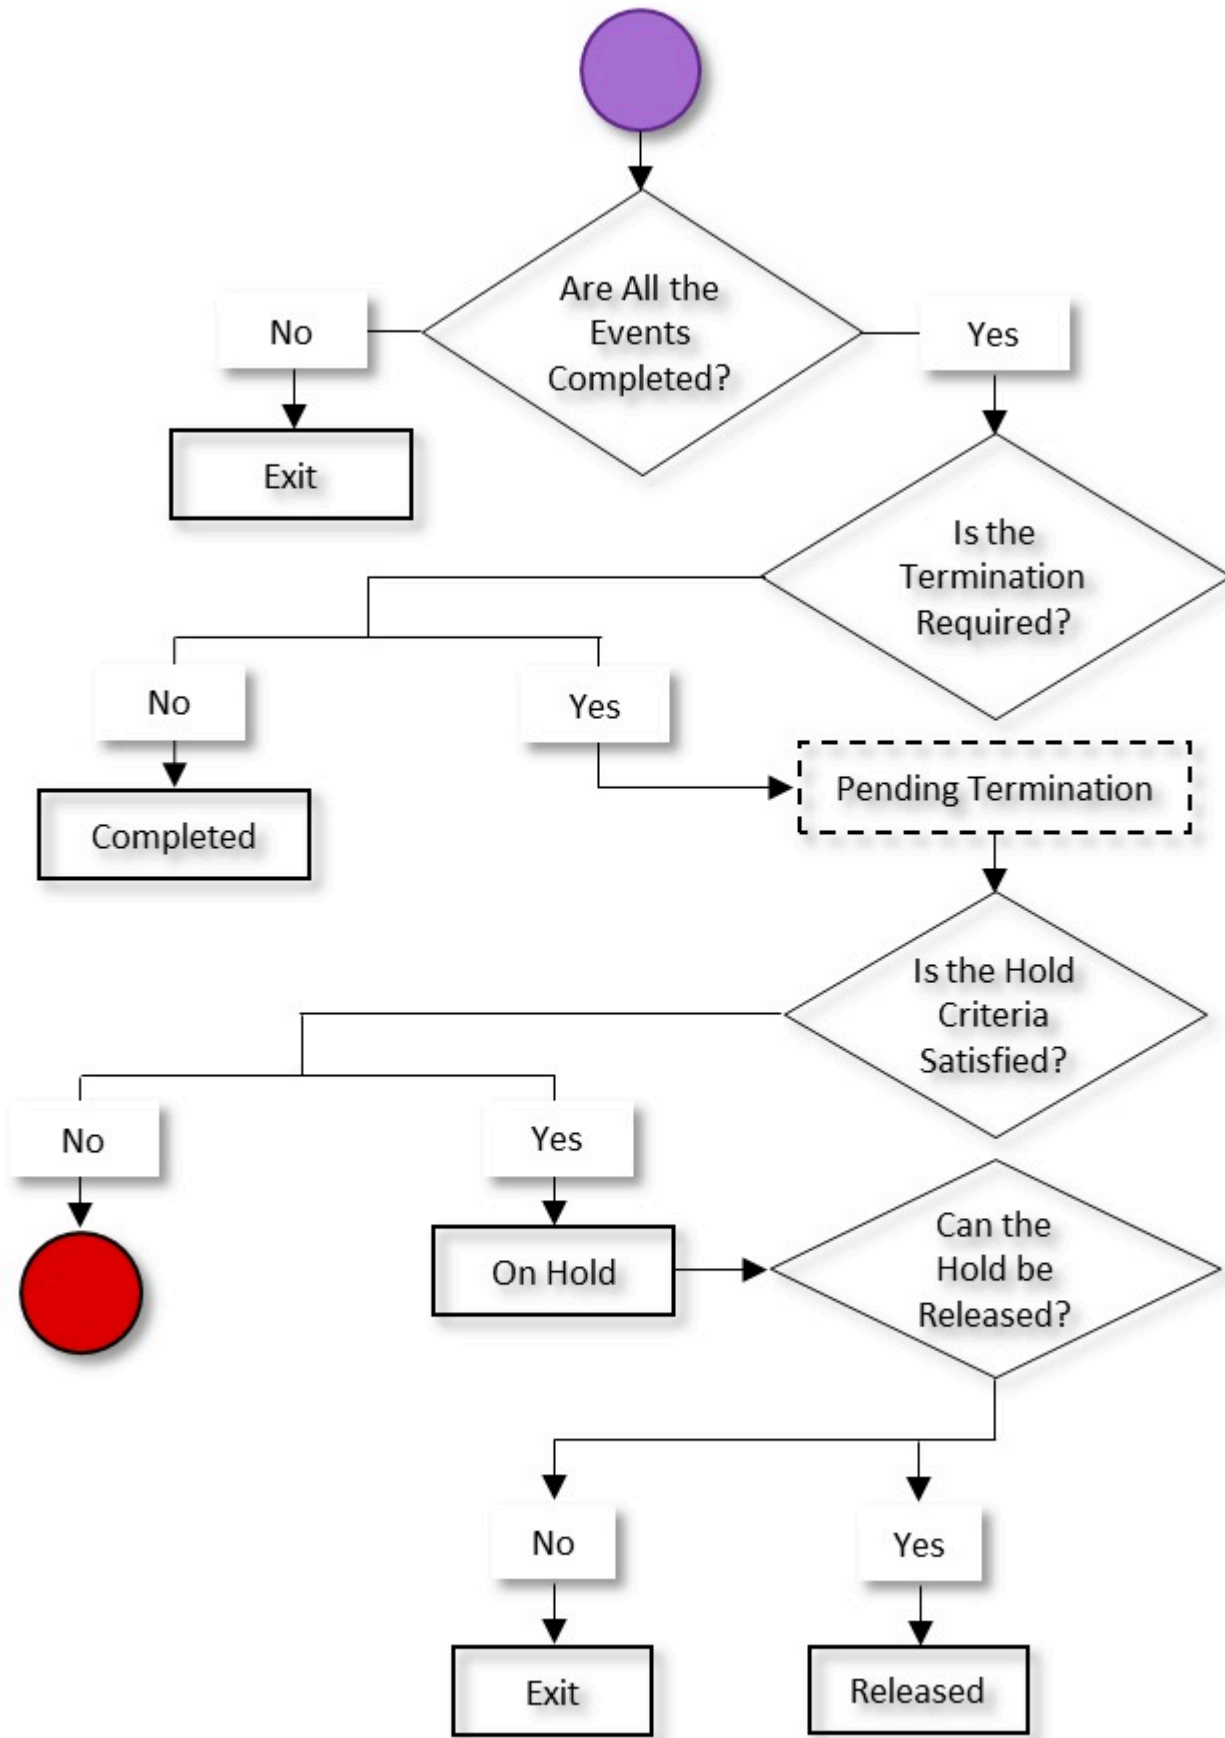 Are All the
Events
Completed?
No
Yes
Exit
Is the
Termination
Required?
No
Yes
Pending Termination
Completed
Is the Hold
Criteria
Satisfied?
No
Yes
Can the
Hold be
Released?
On Hold
No
Yes
Exit
Released